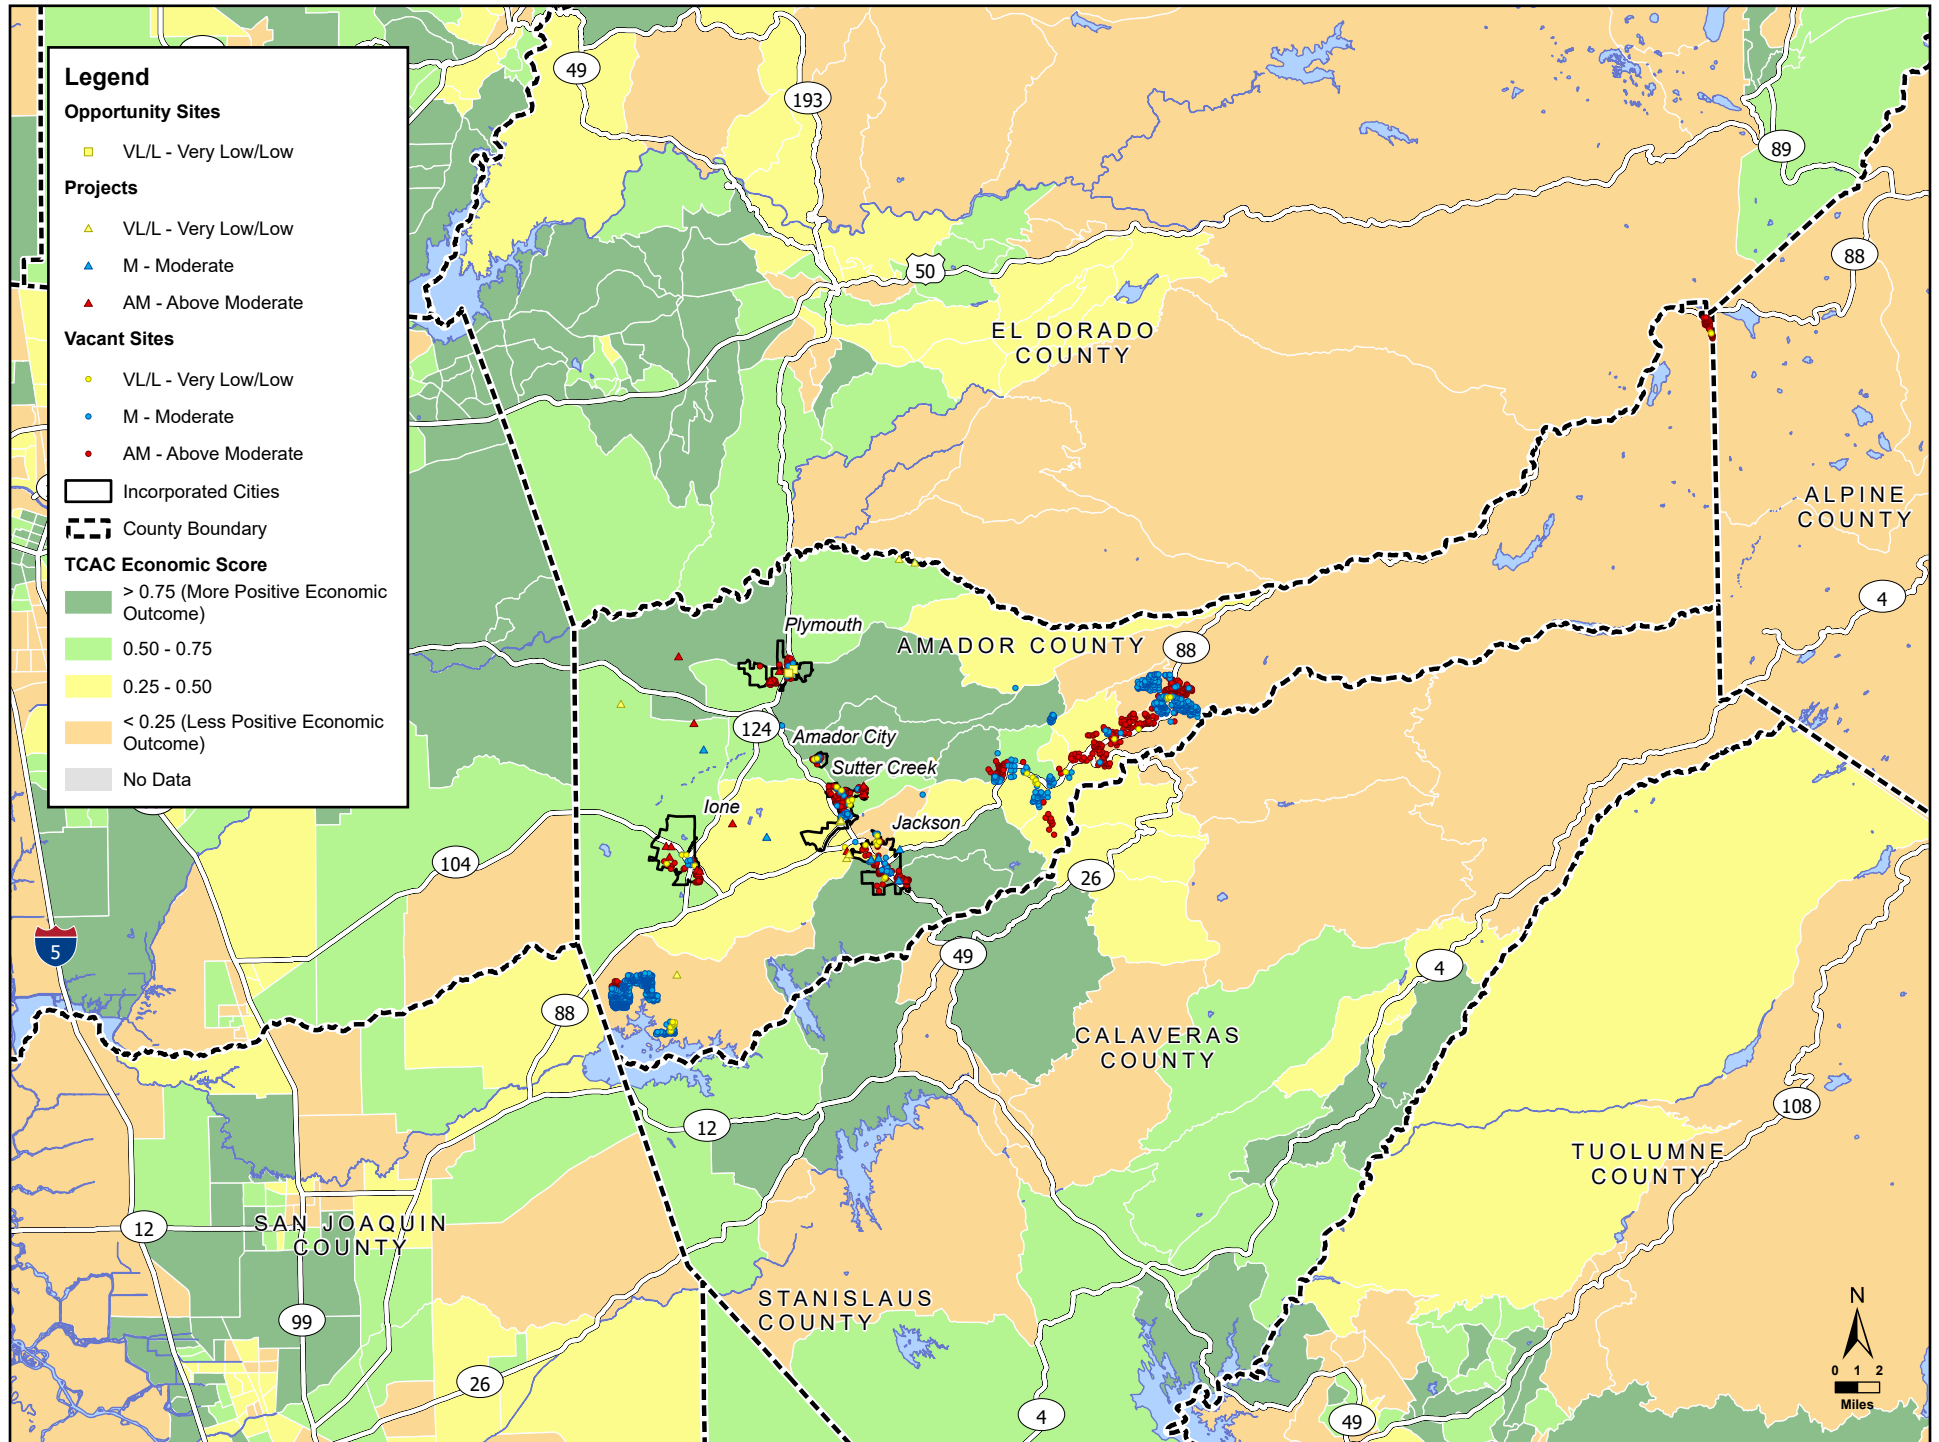 Legend
Opportunity Sites
VL/L - Very Low/Low
Projects
VL/L - Very Low/Low
M - Moderate
AM - Above Moderate
Vacant Sites
VL/L - Very Low/Low
M - Moderate
AM - Above Moderate
Incorporated Cities
County Boundary
TCAC Economic Score
> 0.75 (More Positive Economic
Outcome)
0.50 - 0.75
0.25 - 0.50
< 0.25 (Less Positive Economic
Outcome)
No Data
49
193
89
88
50
EL DORADO
COUNTY
ALPINE
COUNTY
4
Plymouth
AMADOR COUNTY
88
124
Amador City
Sutter Creek
Ione
Jackson
104
26
5
49
4
88
CALAVERAS
COUNTY
108
12
TUOLUMNE
COUNTY
12
SAN JOAQUIN
COUNTY
STANISLAUS
COUNTY
99
26
4
49
N
0 1 2
Miles